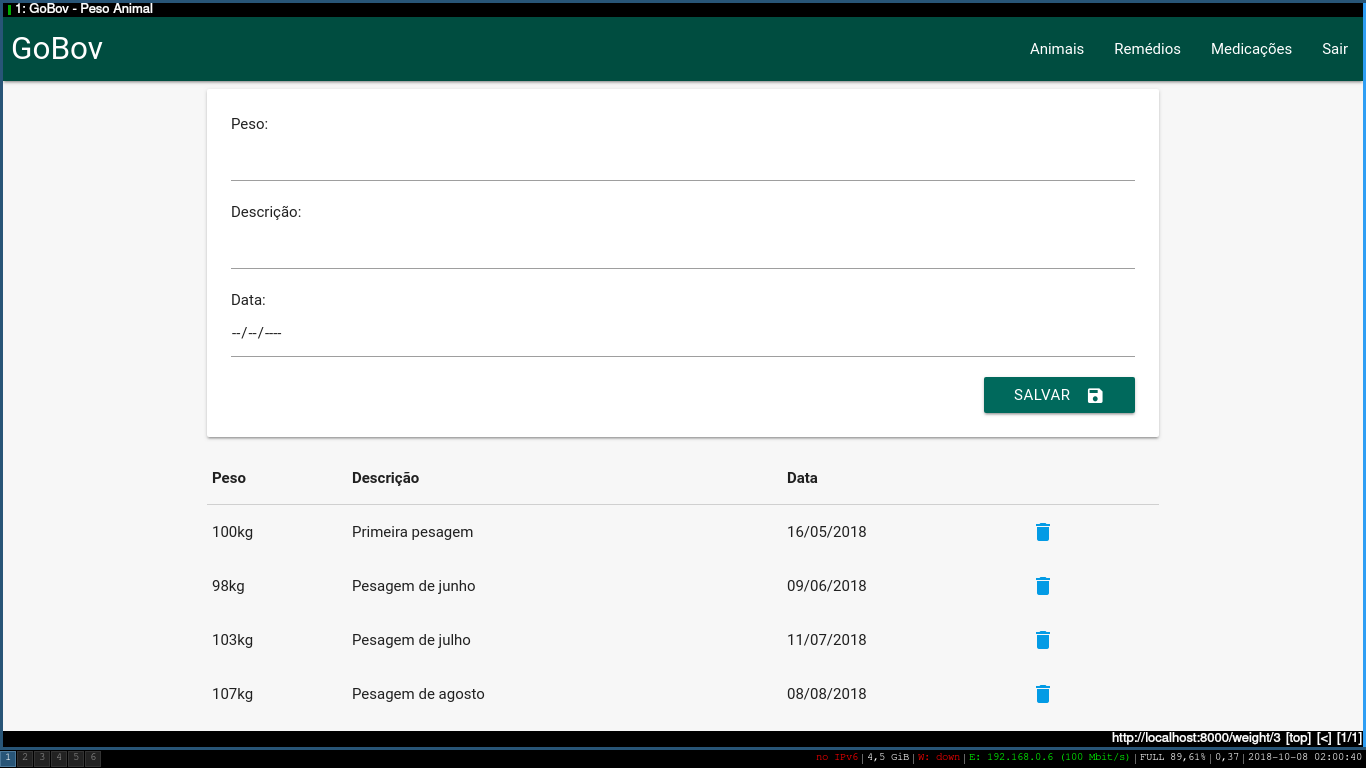 1: GoBov - Peso Animal
GoBov Animais Remédios Medicações Sair
Peso:
Descrição:
Data:
--/--/----
SALVAR
Peso Descrição Data
100kg Primeira pesagem 16/05/2018
98kg Pesagem de junho 09/06/2018
103kg Pesagem de julho 11/07/2018
107kg Pesagem de agosto 08/08/2018
http://localhost:8000/weight/3 [top] [<] [1/1]
1 2 3 4 5 6 no IPv6|4,5 GiB|W: down|E: 192.168.0.6 (100 Mbit/s)|FULL 89,61%|0,37|2018-10-08 02:00:40